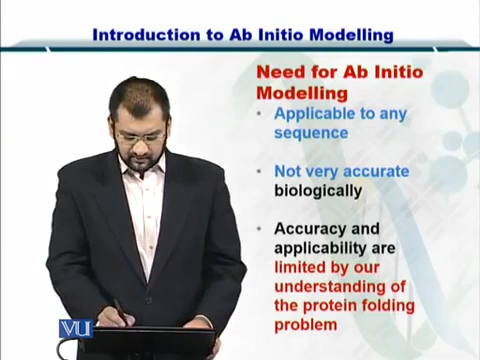 Introduction to Ab Initio Modelling
Need for Ab Initio
Modelling
• Applicable to any
sequence
• Not very accurate
biologically
• Accuracy and
applicability are
limited by our
understanding of
the protein folding
problem
VU